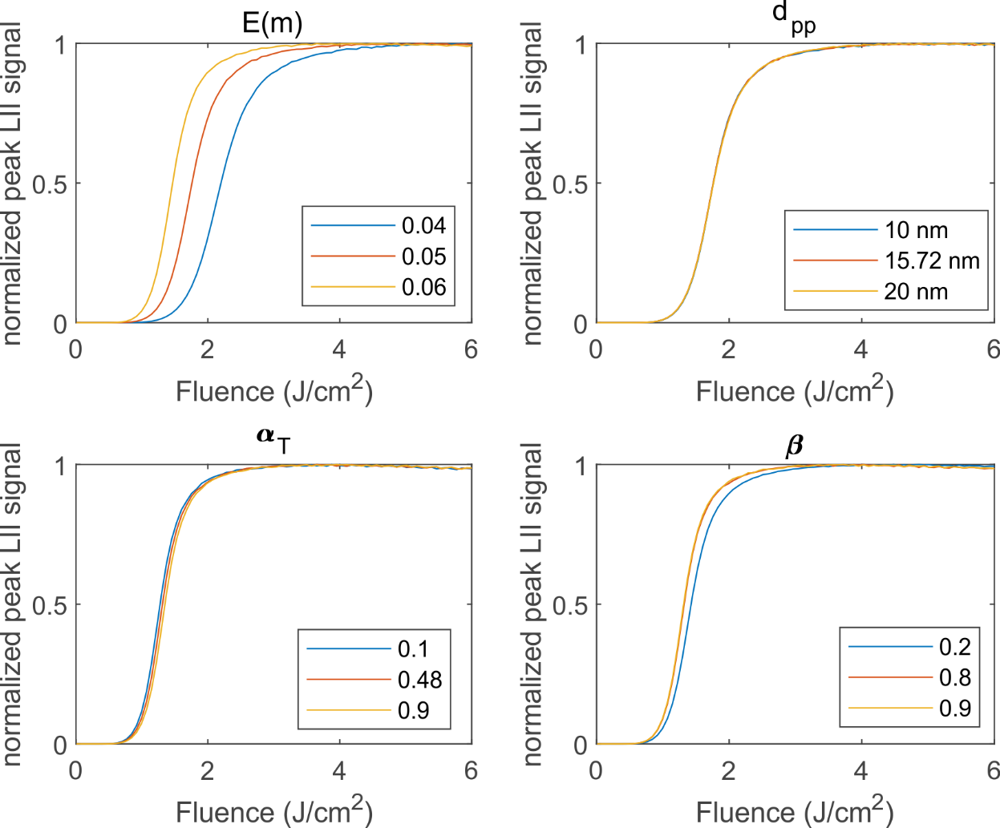 E(m)
normalized peak LII signal
1
0.5
0
0.04
0.05
0.06
0 2 4 6
Fluence (J/cm²)
d pp
normalized peak LII signal
1
0.5
0
10 nm
15.72 nm
20 nm
0 2 4 6
Fluence (J/cm²)
α T
normalized peak LII signal
1
0.5
0
0.1
0.48
0.9
0 2 4 6
Fluence (J/cm²)
β
normalized peak LII signal
1
0.5
0
0.2
0.8
0.9
0 2 4 6
Fluence (J/cm²)